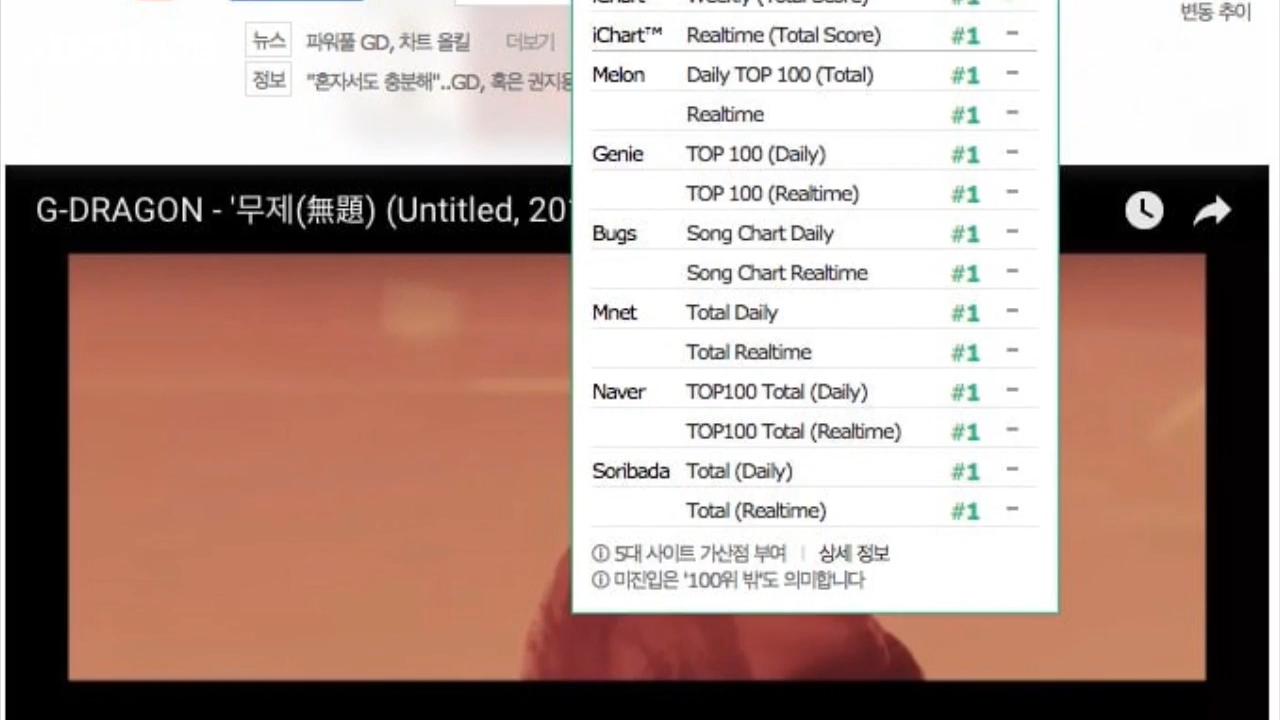 Weekly (Total Score) #1
변동 추이
뉴스 파워풀 GD, 차트 올킬 더보기
iChart™ Realtime (Total Score) #1 -
정보 "혼자서도 충분해"..GD, 혹은 권지용
Melon Daily TOP 100 (Total) #1 -
Realtime #1 -
Genie TOP 100 (Daily) #1 -
TOP 100 (Realtime) #1 -
G-DRAGON - '무제(無題) (Untitled, 201
Bugs Song Chart Daily #1 -
Song Chart Realtime #1 -
Mnet Total Daily #1 -
Total Realtime #1 -
Naver TOP100 Total (Daily) #1 -
TOP100 Total (Realtime) #1 -
Soribada Total (Daily) #1 -
Total (Realtime) #1 -
ⓘ 5대 사이트 가산점 부여 | 상세 정보
ⓘ 미진입은 '100위 밖'도 의미합니다